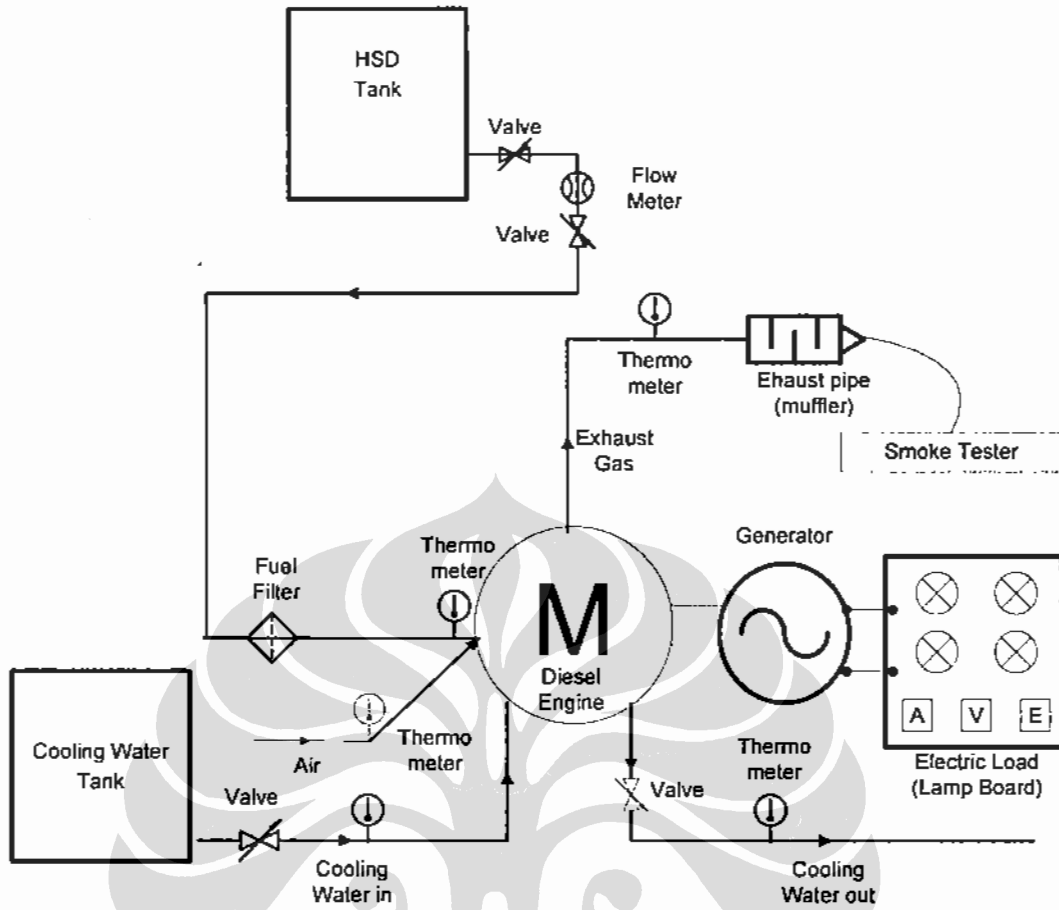 HSD
Tank
Valve
Flow
Meter
Valve
Thermo
meter
Ehaust pipe
(muffler)
Smoke Tester
Exhaust
Gas
Generator
Thermo
meter
Fuel
Filter
M
Diesel
Engine
A V E
Electric Load
(Lamp Board)
Cooling Water
Tank
Air
Thermo
meter
Thermo
meter
Valve
Valve
Cooling
Water in
Cooling
Water out